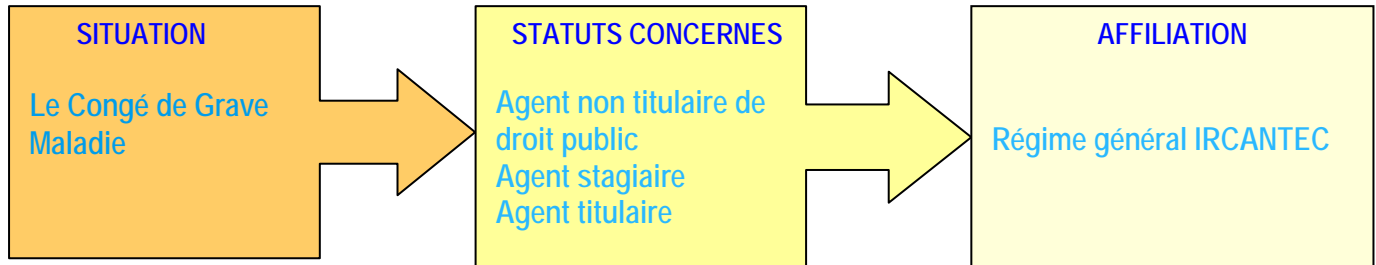 SITUATION
Le Congé de Grave
Maladie
STATUTS CONCERNES
Agent non titulaire de
droit public
Agent stagiaire
Agent titulaire
AFFILIATION
Régime général IRCANTEC